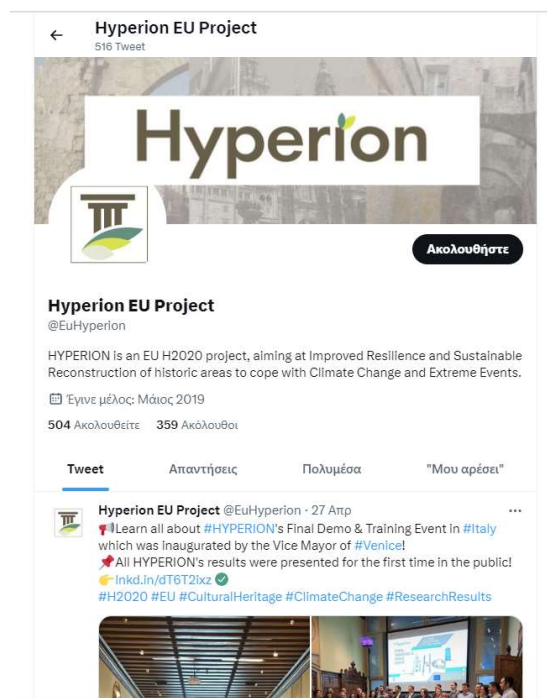 Hyperion EU Project
516 Tweet
Hyperion
Ακολουθήστε
Hyperion EU Project
@EuHyperion
HYPERION is an EU H2020 project, aiming at Improved Resilience and Sustainable
Reconstruction of historic areas to cope with Climate Change and Extreme Events.
Έγινε μέλος: Μάιος 2019
504 Ακολουθείτε 359 Ακόλουθοι
Tweet Απαντήσεις Πολυμέσα "Μου αρέσει"
Hyperion EU Project @EuHyperion · 27 Απρ
Learn all about #HYPERION's Final Demo & Training Event in #Italy
which was inaugurated by the Vice Mayor of #Venice!
All HYPERION's results were presented for the first time in the public!
lnkd.in/dT6T2ixz
#H2020 #EU #CulturalHeritage #ClimateChange #ResearchResults